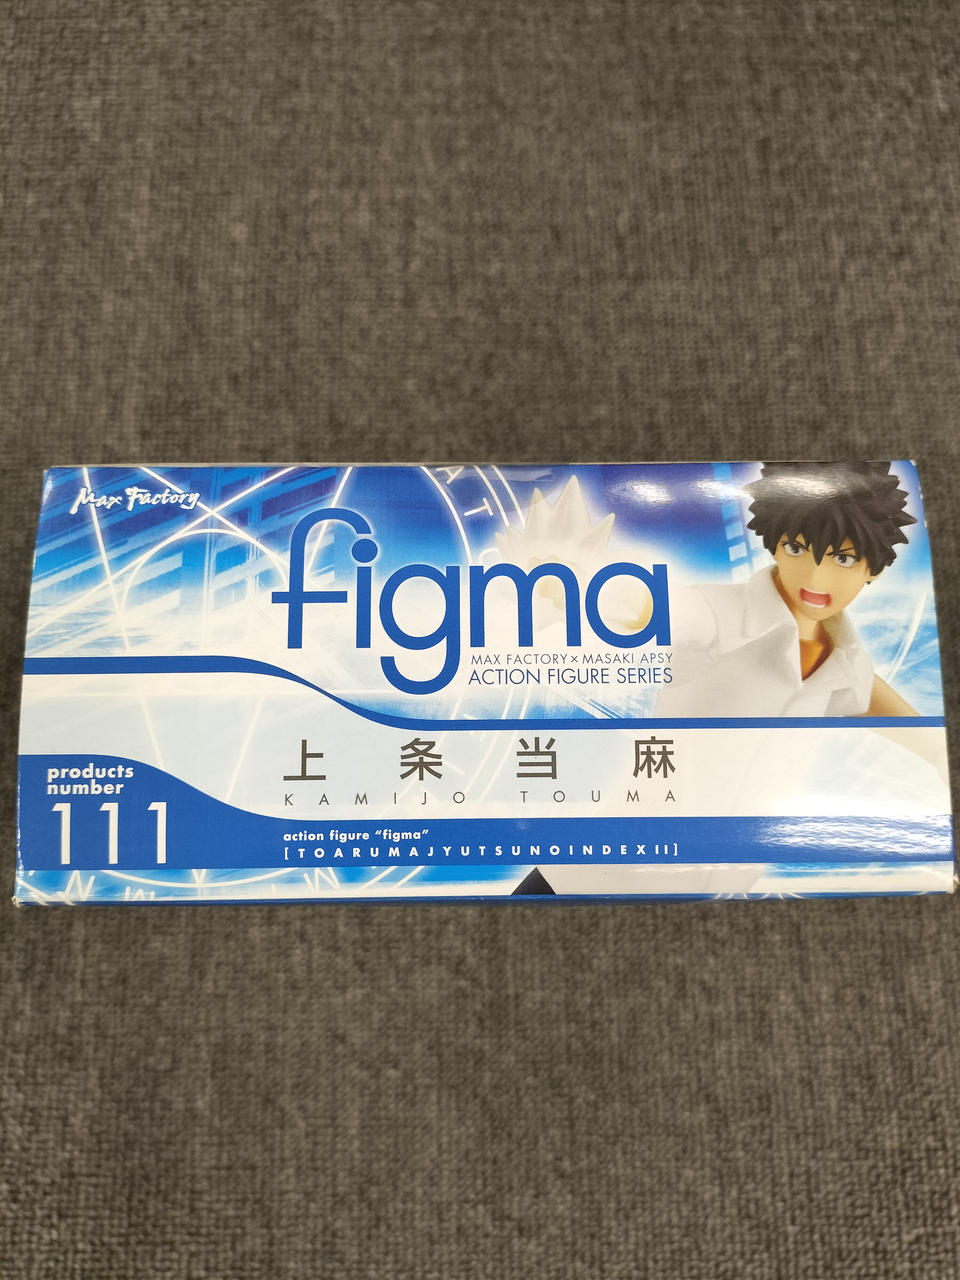 Max Factory
figma
MAX FACTORY×MASAKI APSY
ACTION FIGURE SERIES
上条当麻
KAMIJO TOUMA
products
number
111
action figure “figma”
[TOARUMAJYUTSUNOINDEXII]